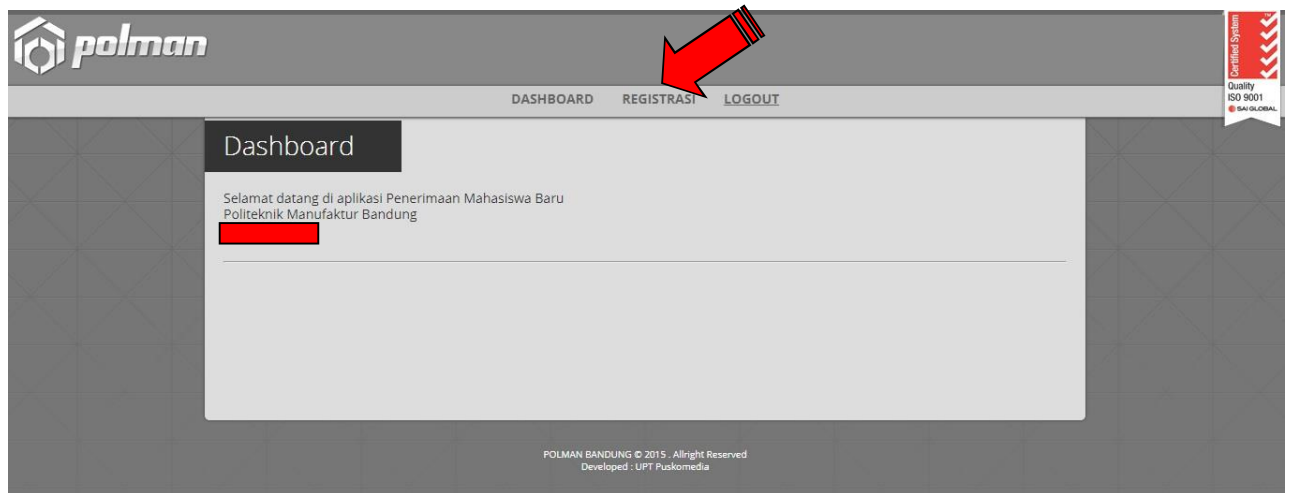 polman
Certified System
Quality
ISO 9001
SAI GLOBAL
DASHBOARD REGISTRASI LOGOUT
Dashboard
Selamat datang di aplikasi Penerimaan Mahasiswa Baru
Politeknik Manufaktur Bandung
POLMAN BANDUNG © 2015 . Allright Reserved
Developed : UPT Puskomedia